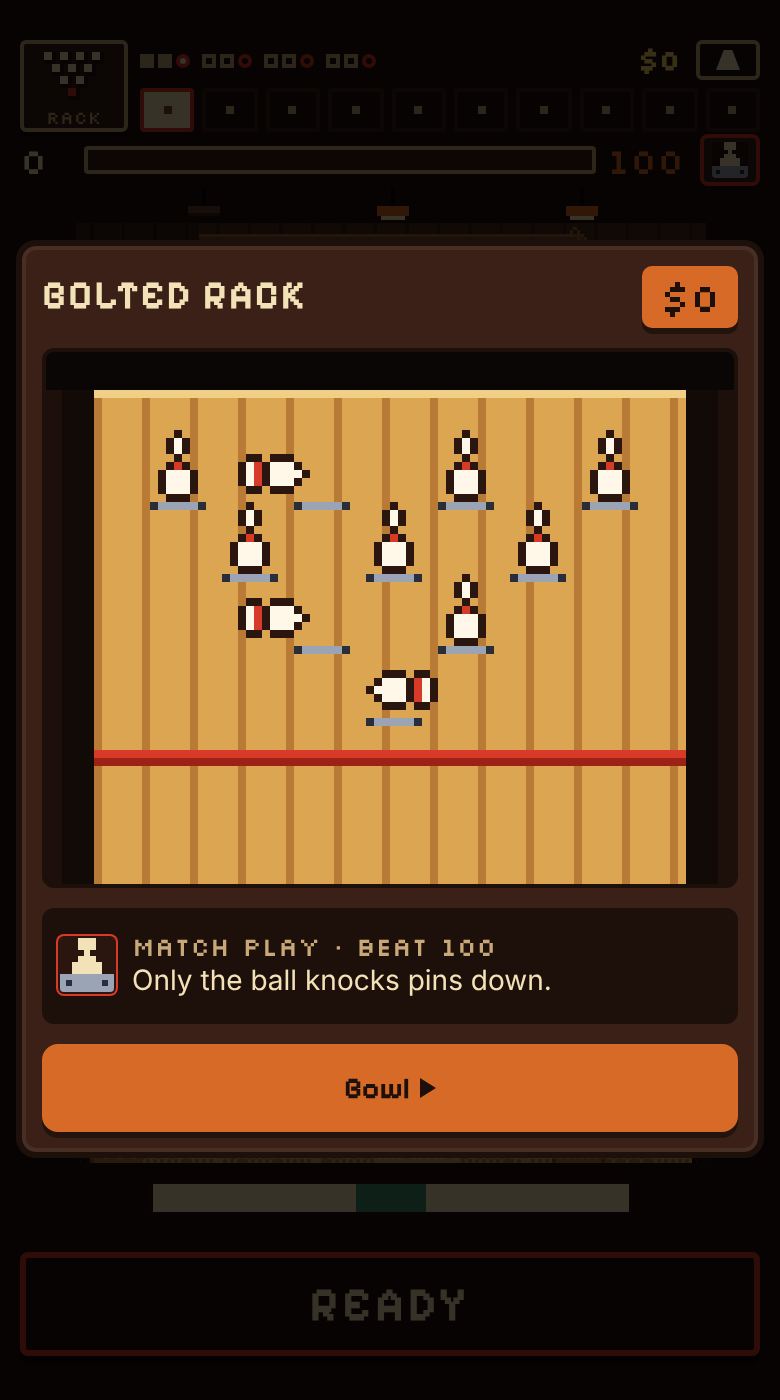 $0
RACK
0
100
BOLTED RACK
$0
MATCH PLAY · BEAT 100
Only the ball knocks pins down.
Bowl ▶
READY